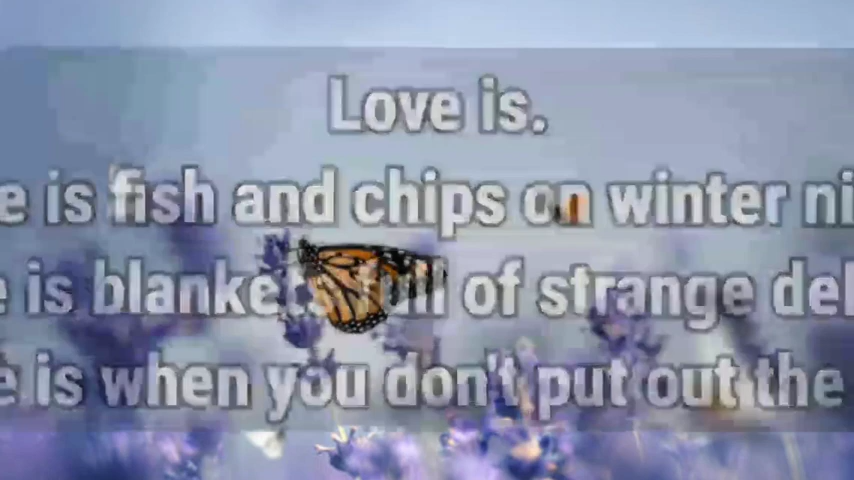 Love is.
e is fish and chips on winter ni
e is blankets full of strange del
e is when you don't put out the